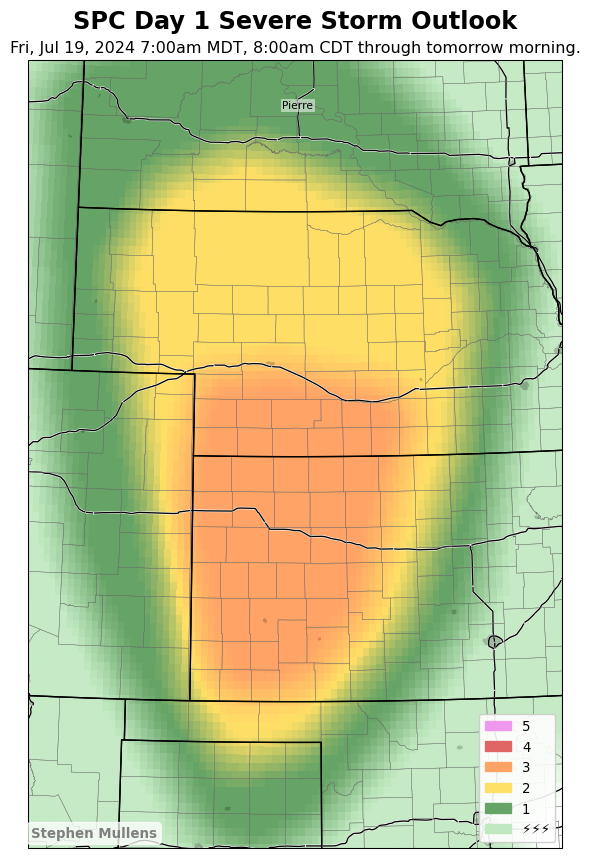 SPC Day 1 Severe Storm Outlook
Fri, Jul 19, 2024 7:00am MDT, 8:00am CDT through tomorrow morning.
Pierre
5
4
3
2
1
⚡⚡⚡
Stephen Mullens